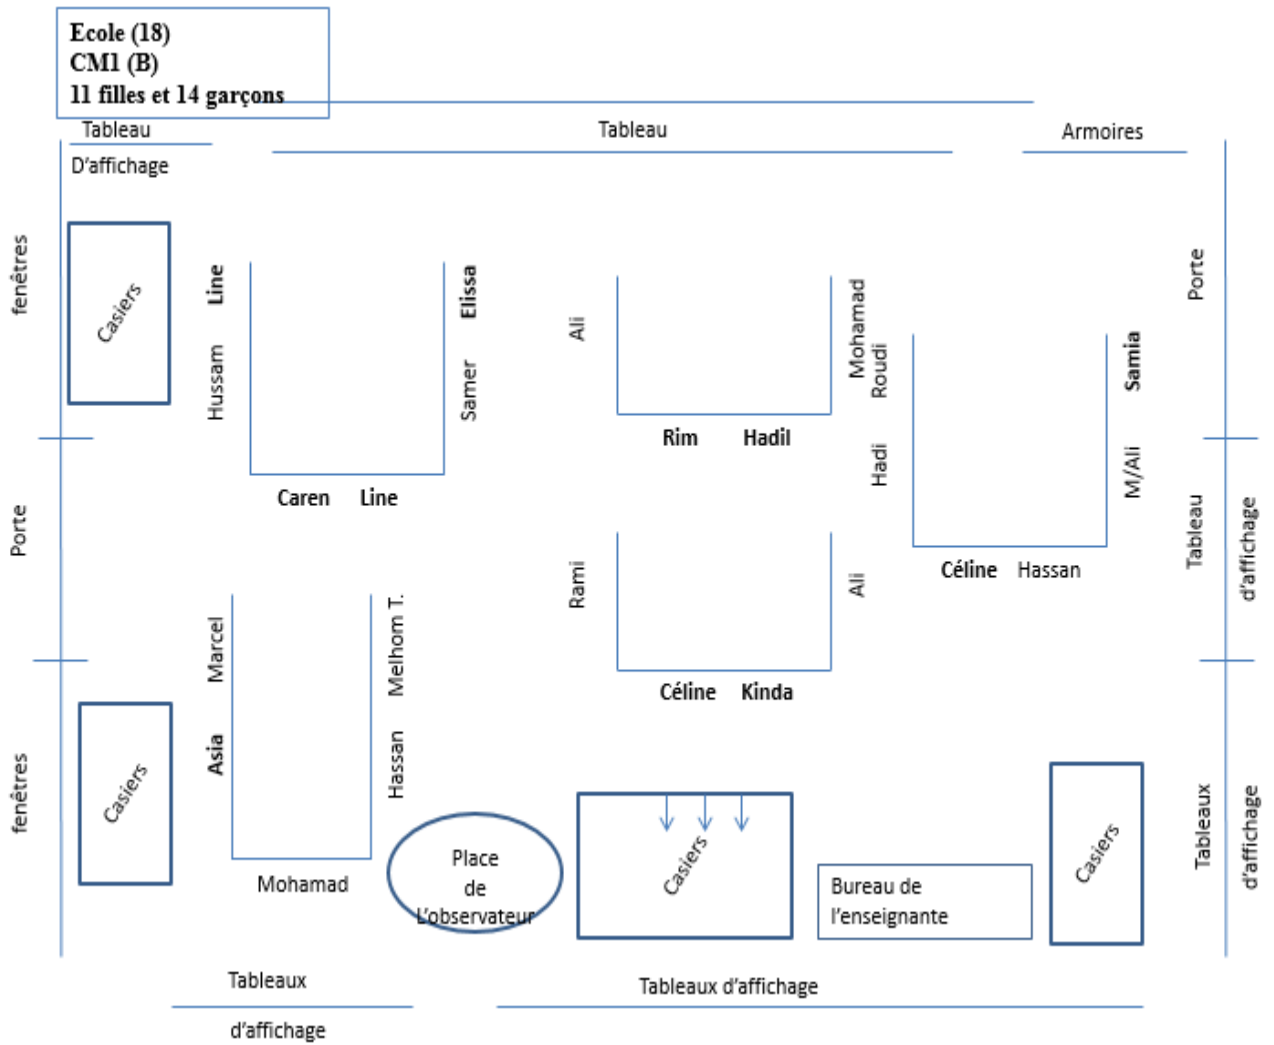 Ecole (18)
CM1 (B)
11 filles et 14 garçons
Tableau
D'affichage
Tableau
Armoires
fenêtres
Casiers
Line
Hussam
Elissa
Samer
Caren Line
Ali
Mohamad
Rim Hadil
Roudi
Hadi
Samia
M/Ali
Céline Hassan
Porte
Porte
Tableau
d'affichage
Rami
Ali
Céline Kinda
Marcel
Asia
Melhom T.
Hassan
Mohamad
fenêtres
Casiers
Place
de
L'observateur
Casiers
Bureau de
l'enseignante
Casiers
Tableaux
d'affichage
Tableaux
d'affichage
Tableaux d'affichage